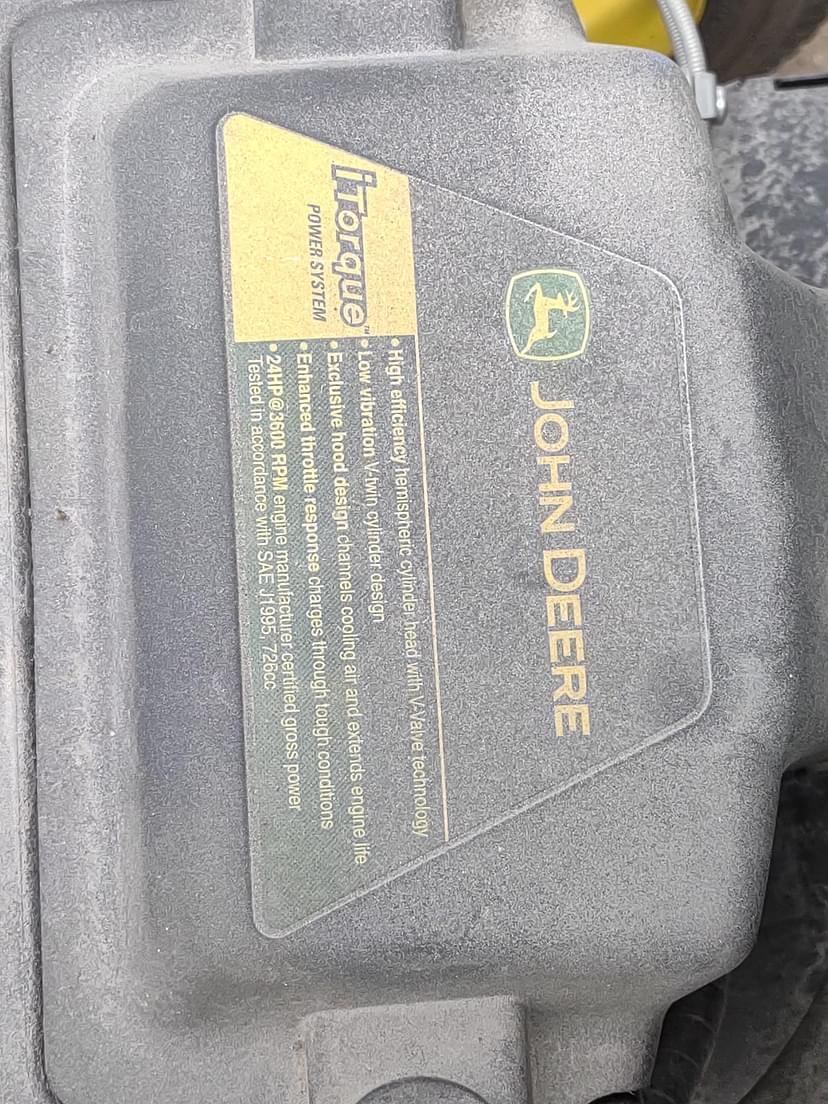 JOHN DEERE
iTorque™
POWER SYSTEM
• High efficiency hemispheric cylinder head with V-Valve technology
• Low vibration V-twin cylinder design
• Exclusive hood design channels cooling air and extends engine life
• Enhanced throttle response charges through tough conditions
• 24HP@3600 RPM engine manufacturer certified gross power
Tested in accordance with SAE J1995, 726cc